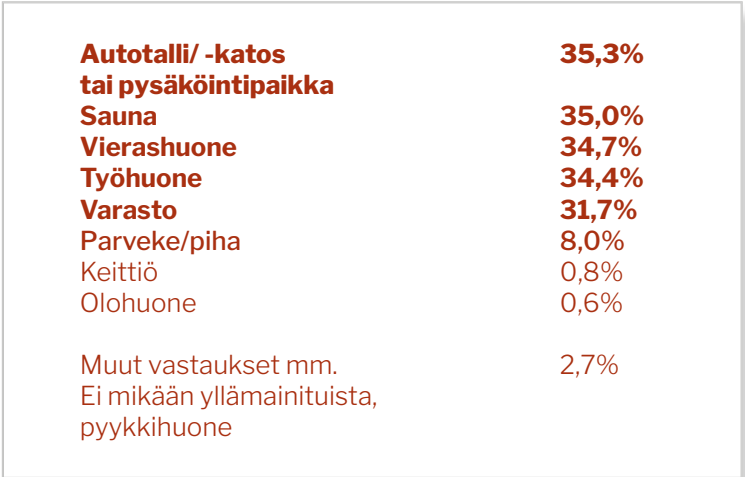 Autotalli/ -katos 35,3%
tai pysäköintipaikka
Sauna 35,0%
Vierashuone 34,7%
Työhuone 34,4%
Varasto 31,7%
Parveke/piha 8,0%
Keittiö 0,8%
Olohuone 0,6%
Muut vastaukset mm. 2,7%
Ei mikään yllämainituista,
pyykkihuone